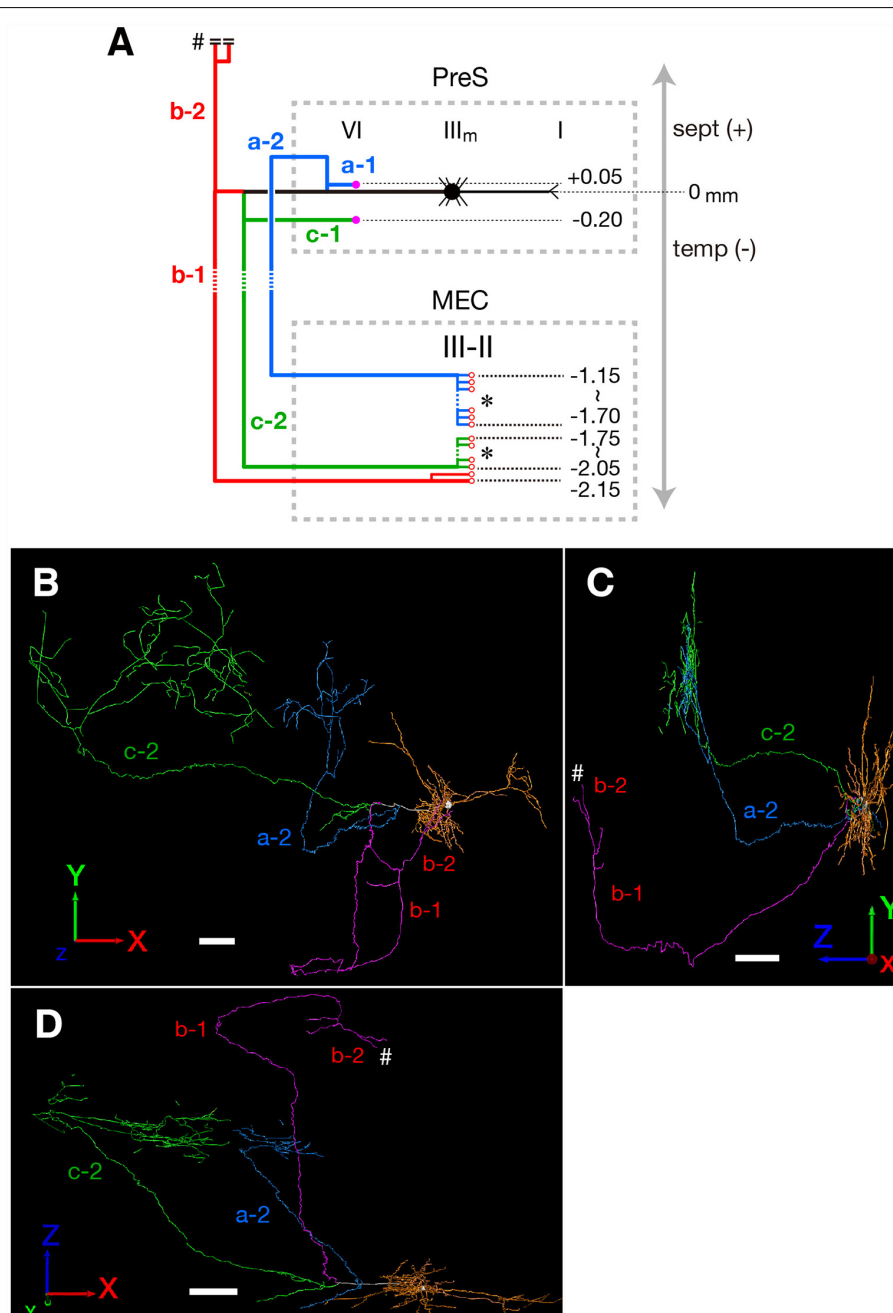 A
# ==
PreS
b-2
VI III_m I
sept (+)
a-2
a-1
+0.05
0 mm
-0.20
c-1
temp (-)
b-1
MEC
III-II
-1.15
*
~
-1.70
c-2
-1.75
*
~
-2.05
-2.15
B
C
c-2
c-2
#
b-2
a-2
a-2
b-2
b-1
b-1
Y
Z
X
Y
Z
X
D
b-1
b-2
#
c-2
a-2
Z
X
Y